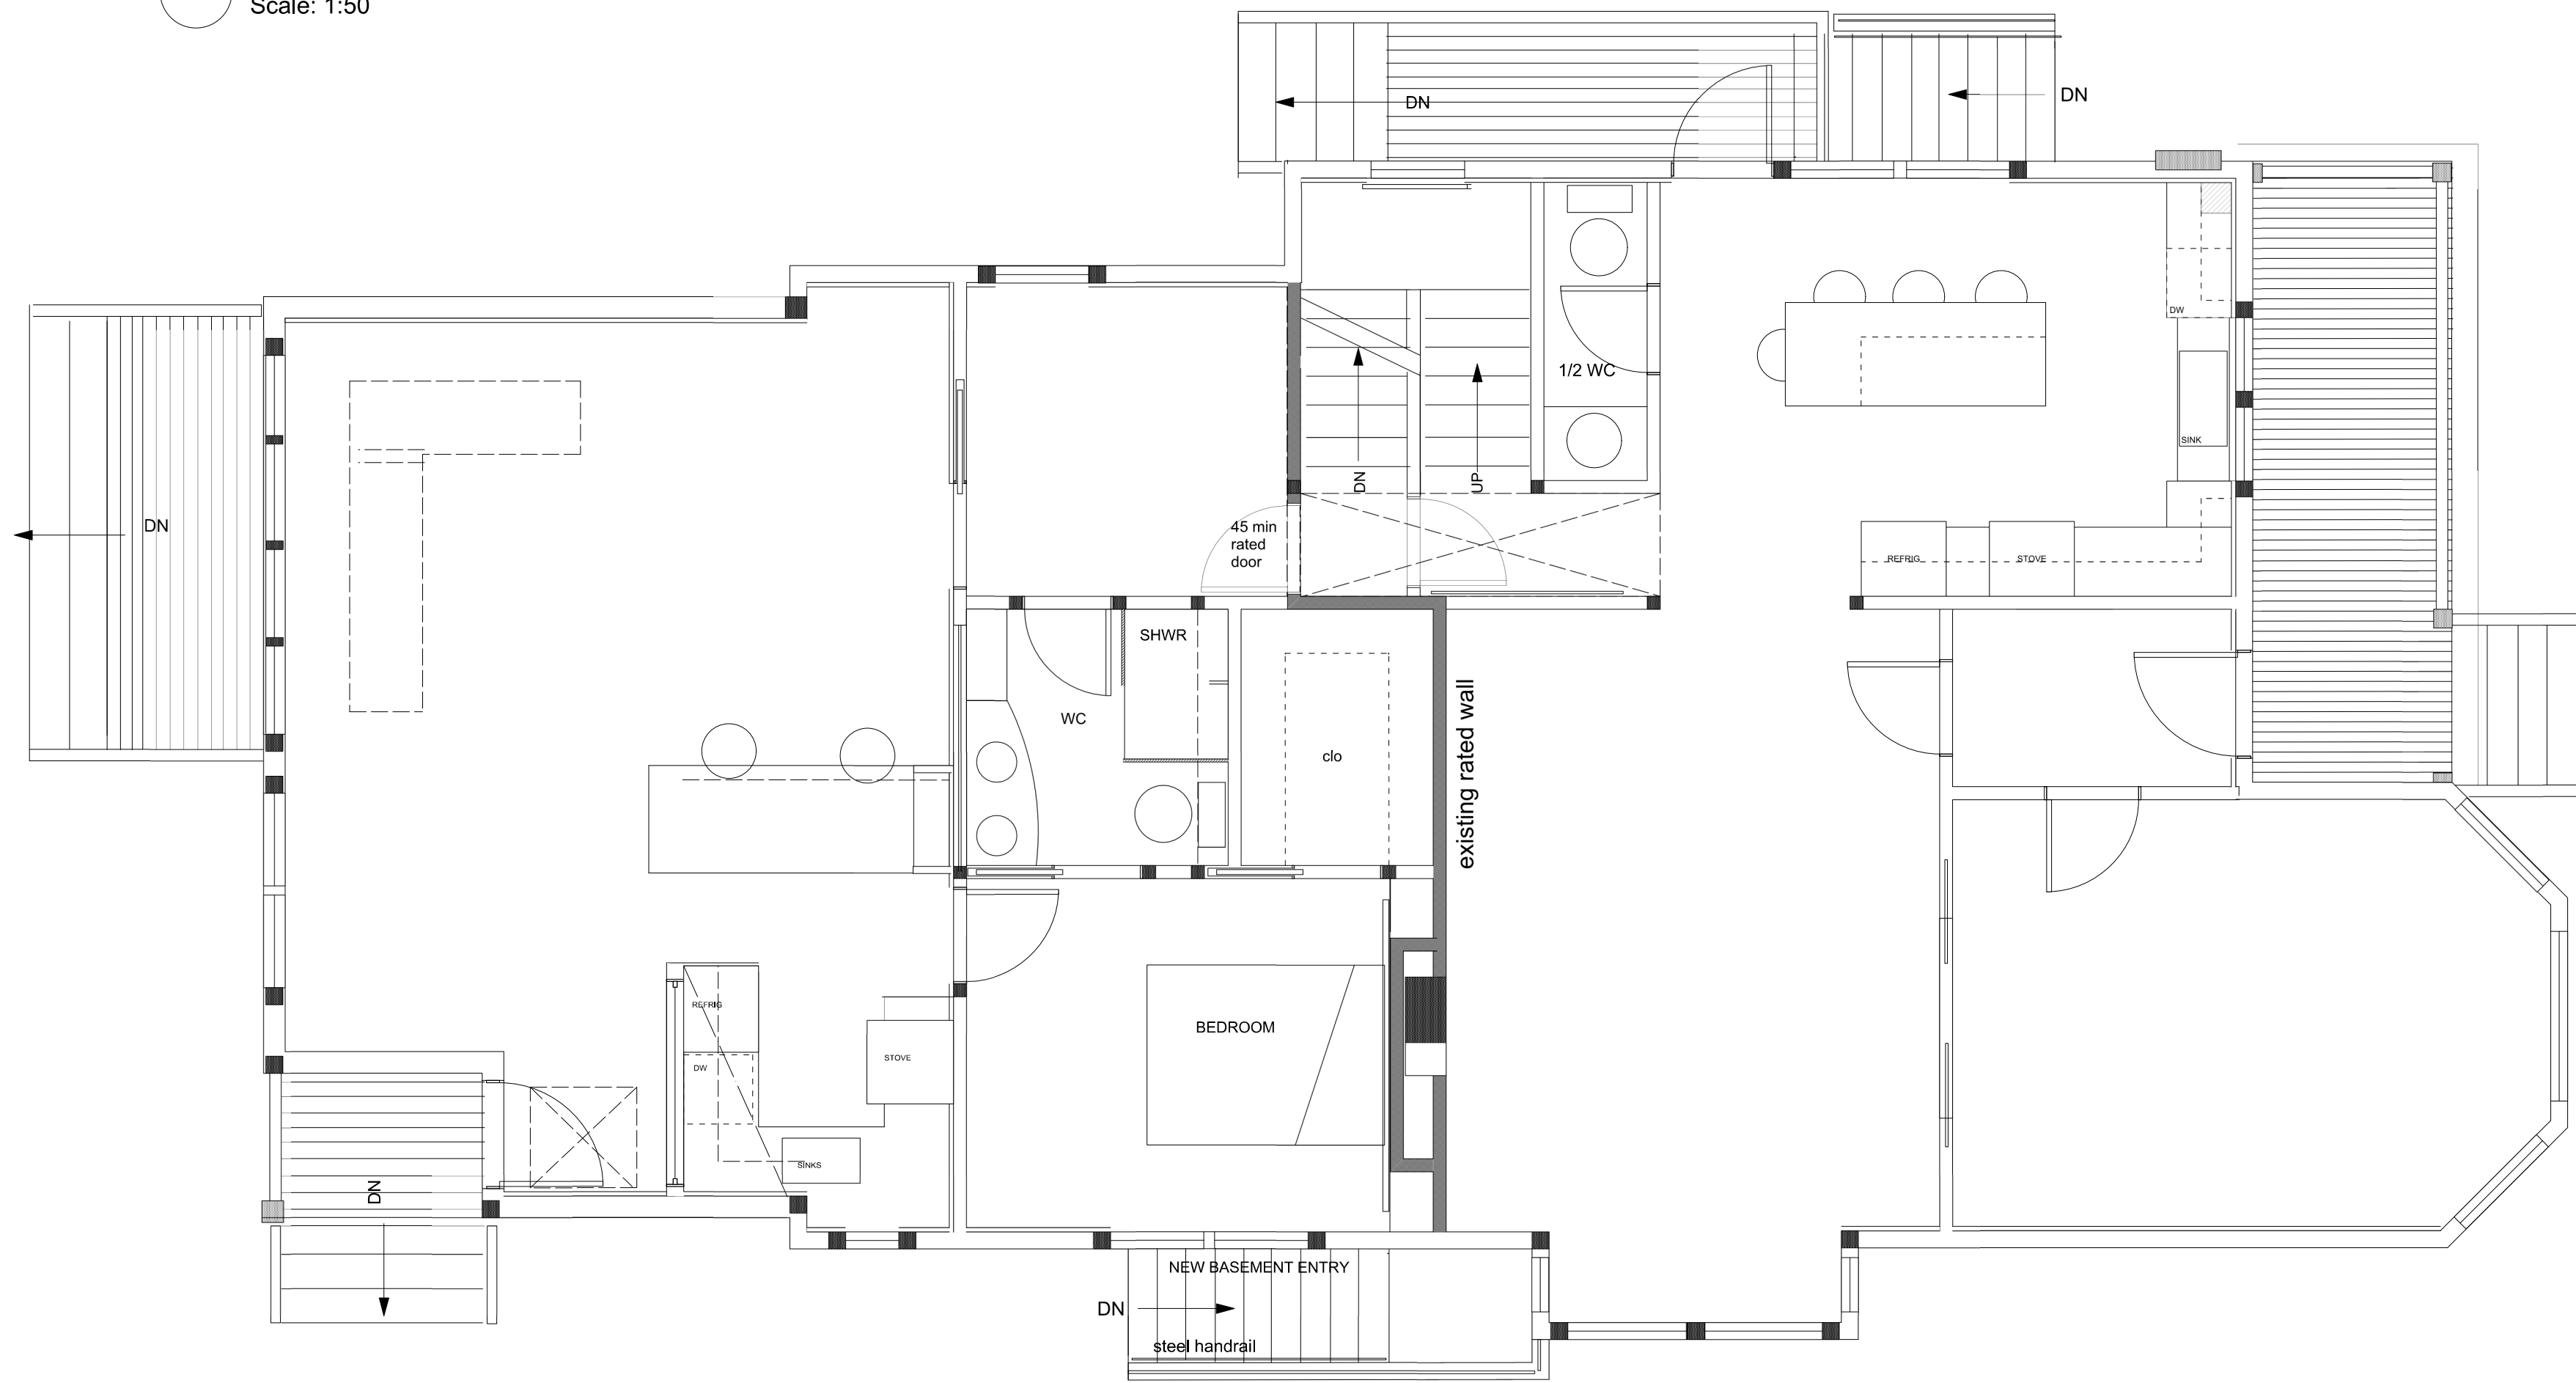 Scale: 1:50
DN
DN
DW
1/2 WC
SINK
DN
UP
DN
45 min
rated
door
REFRIG
STOVE
SHWR
WC
clo
existing rated wall
REFRIG
BEDROOM
STOVE
DW
SINKS
DN
NEW BASEMENT ENTRY
DN
steel handrail